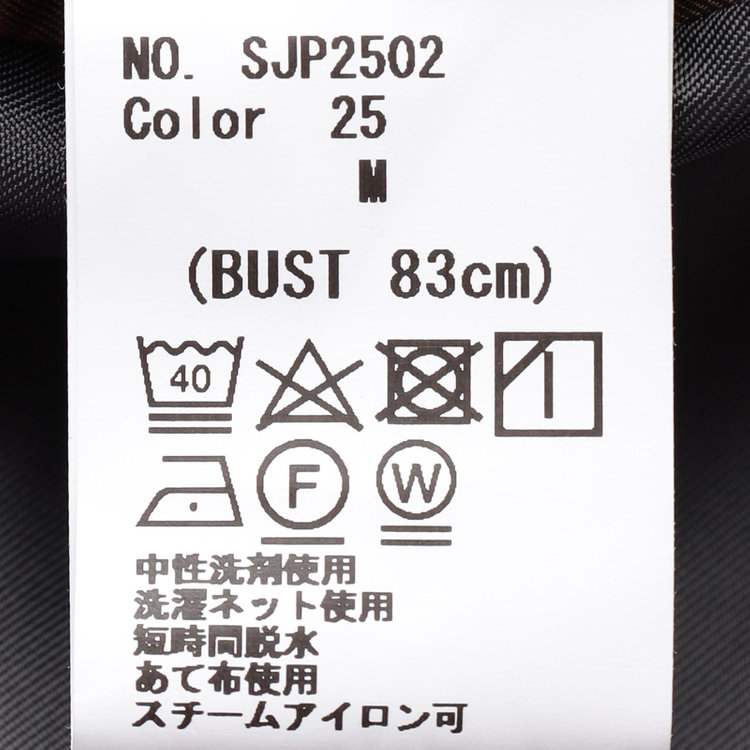 NO. SJP2502
Color 25
M
(BUST 83cm)
40
F W
中性洗剤使用
洗濯ネット使用
短時間脱水
あて布使用
スチームアイロン可